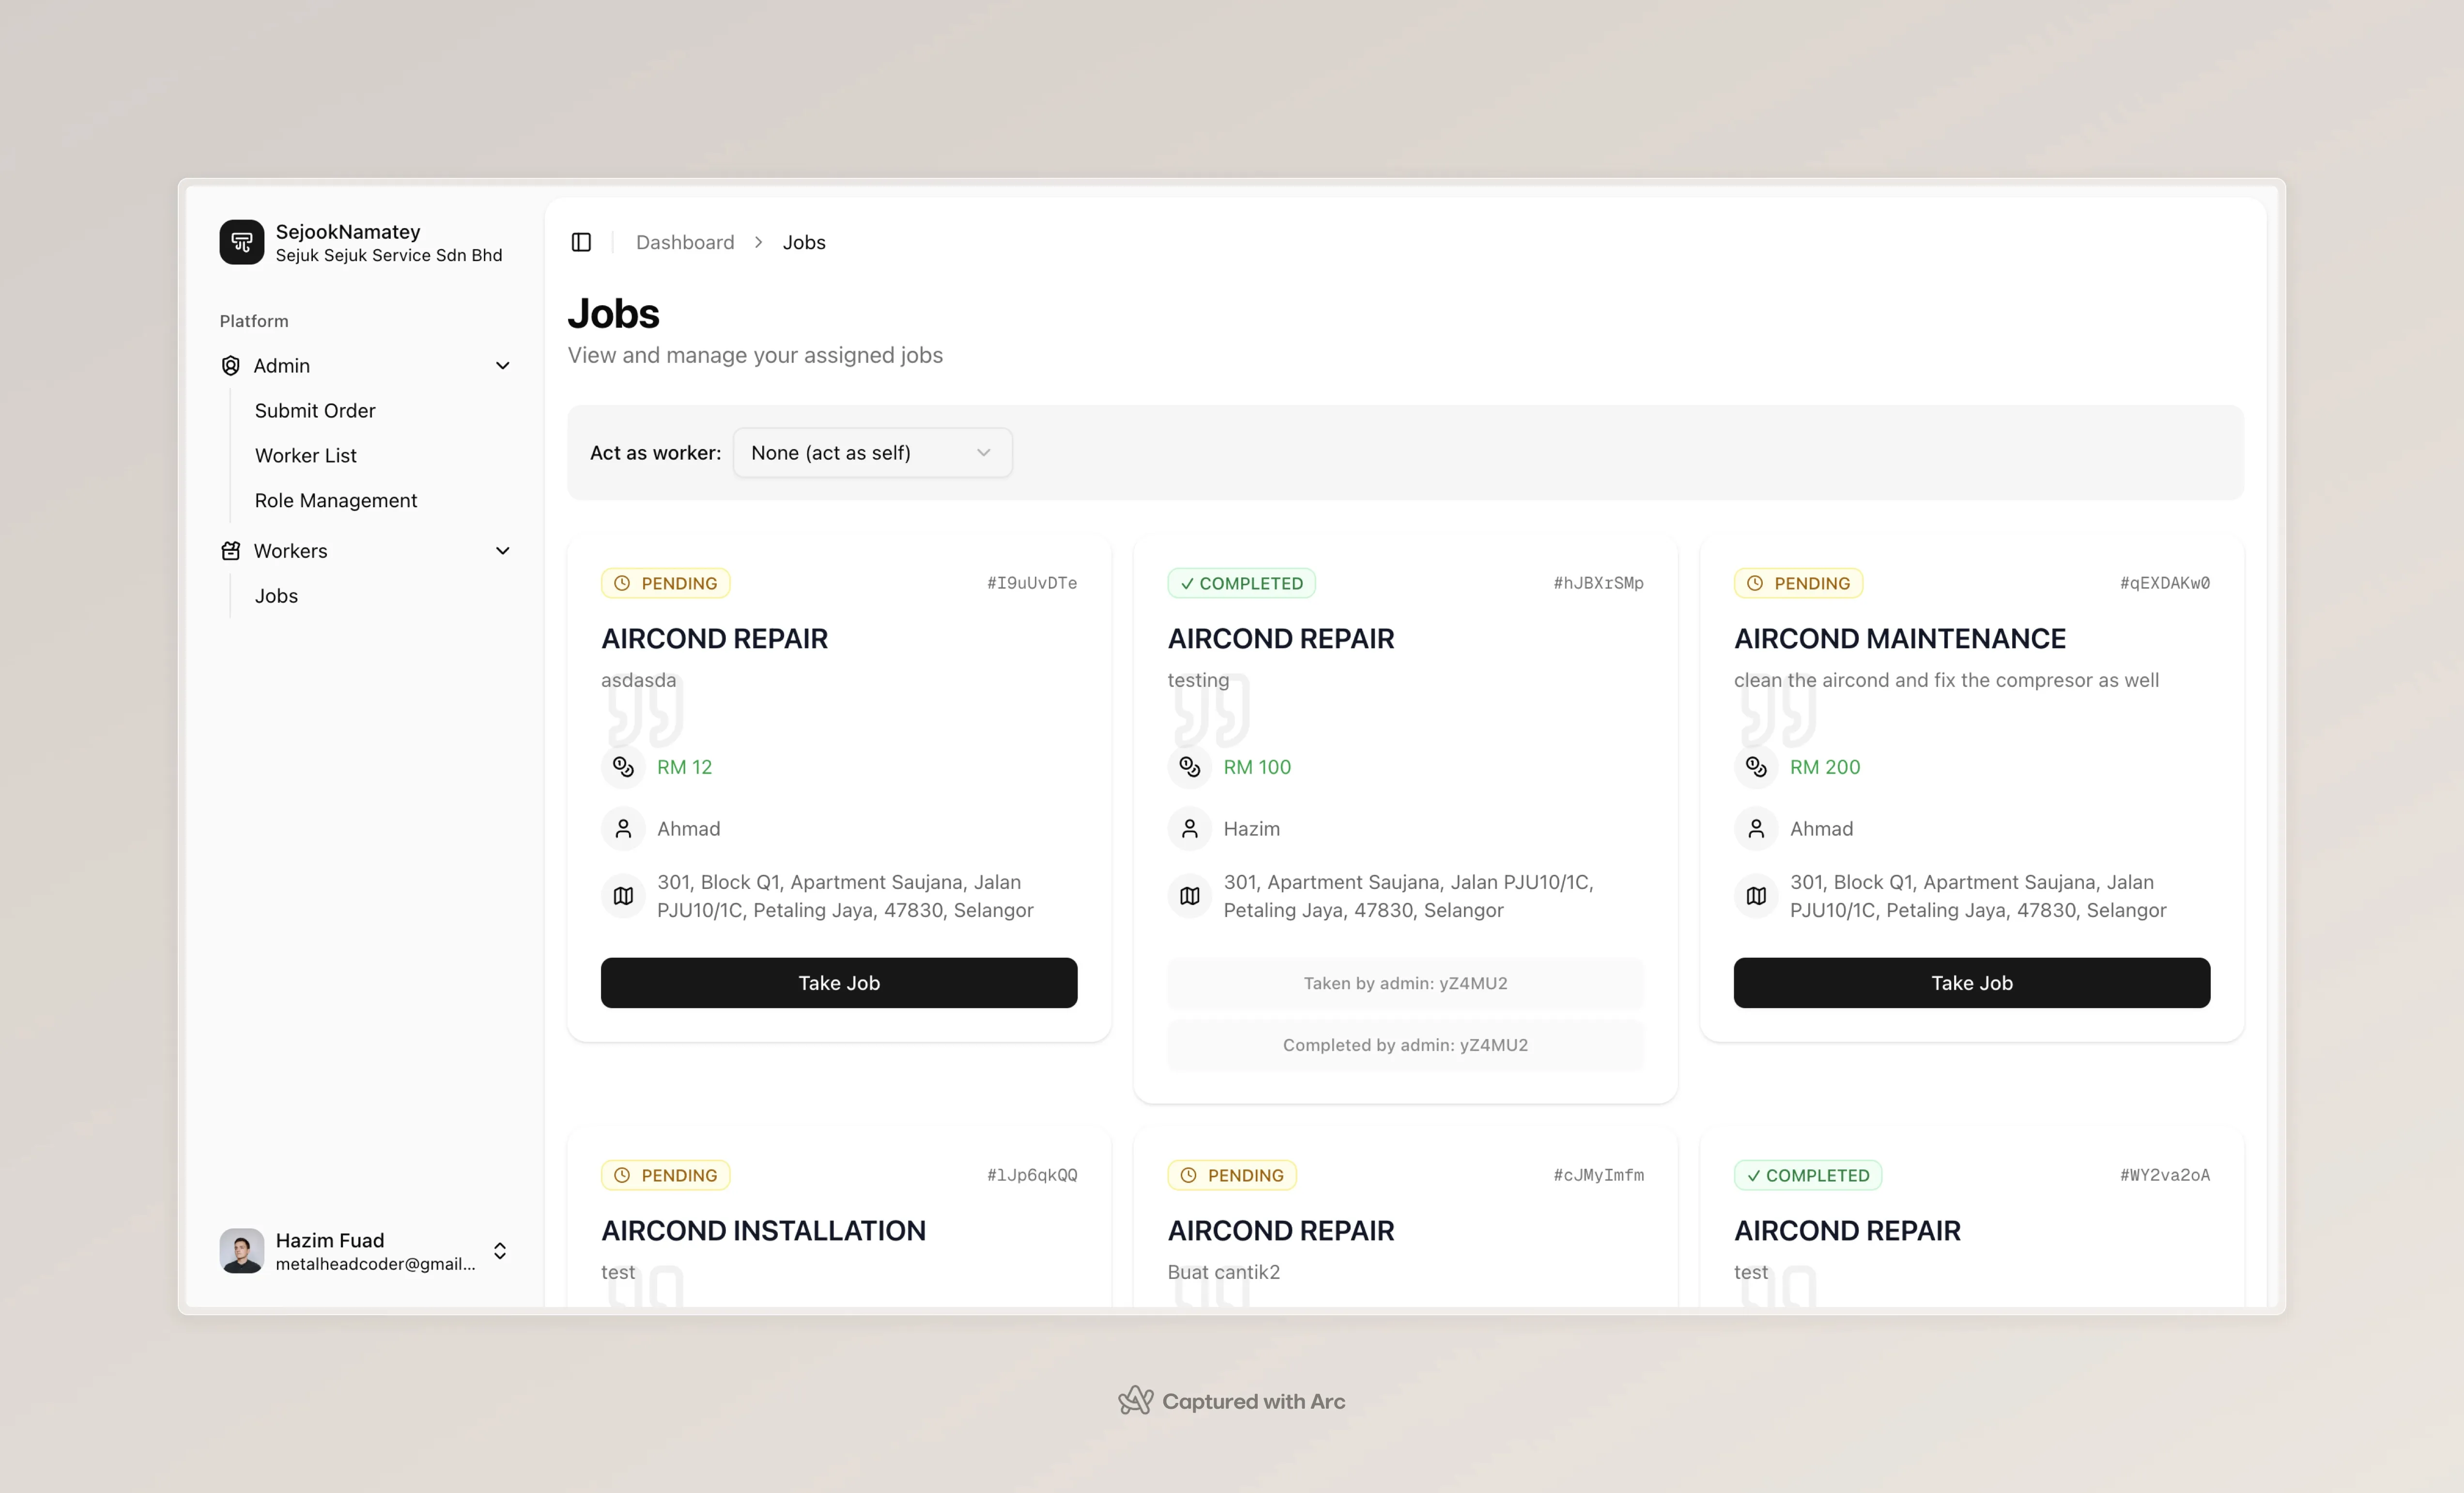 SejookNamatey
Sejuk Sejuk Service Sdn Bhd
Platform
Admin
Submit Order
Worker List
Role Management
Workers
Jobs
Hazim Fuad
metalheadcoder@gmail...
Dashboard > Jobs
Jobs
View and manage your assigned jobs
Act as worker: None (act as self)
PENDING #I9uUvDTe
AIRCOND REPAIR
asdasda
RM 12
Ahmad
301, Block Q1, Apartment Saujana, Jalan
PJU10/1C, Petaling Jaya, 47830, Selangor
Take Job
COMPLETED #hJBXrSMp
AIRCOND REPAIR
testing
RM 100
Hazim
301, Apartment Saujana, Jalan PJU10/1C,
Petaling Jaya, 47830, Selangor
Taken by admin: yZ4MU2
Completed by admin: yZ4MU2
PENDING #qEXDAKw0
AIRCOND MAINTENANCE
clean the aircond and fix the compresor as well
RM 200
Ahmad
301, Block Q1, Apartment Saujana, Jalan
PJU10/1C, Petaling Jaya, 47830, Selangor
Take Job
PENDING #lJp6qkQQ
AIRCOND INSTALLATION
test
PENDING #cJMyImfm
AIRCOND REPAIR
Buat cantik2
COMPLETED #WY2va2oA
AIRCOND REPAIR
test
Captured with Arc